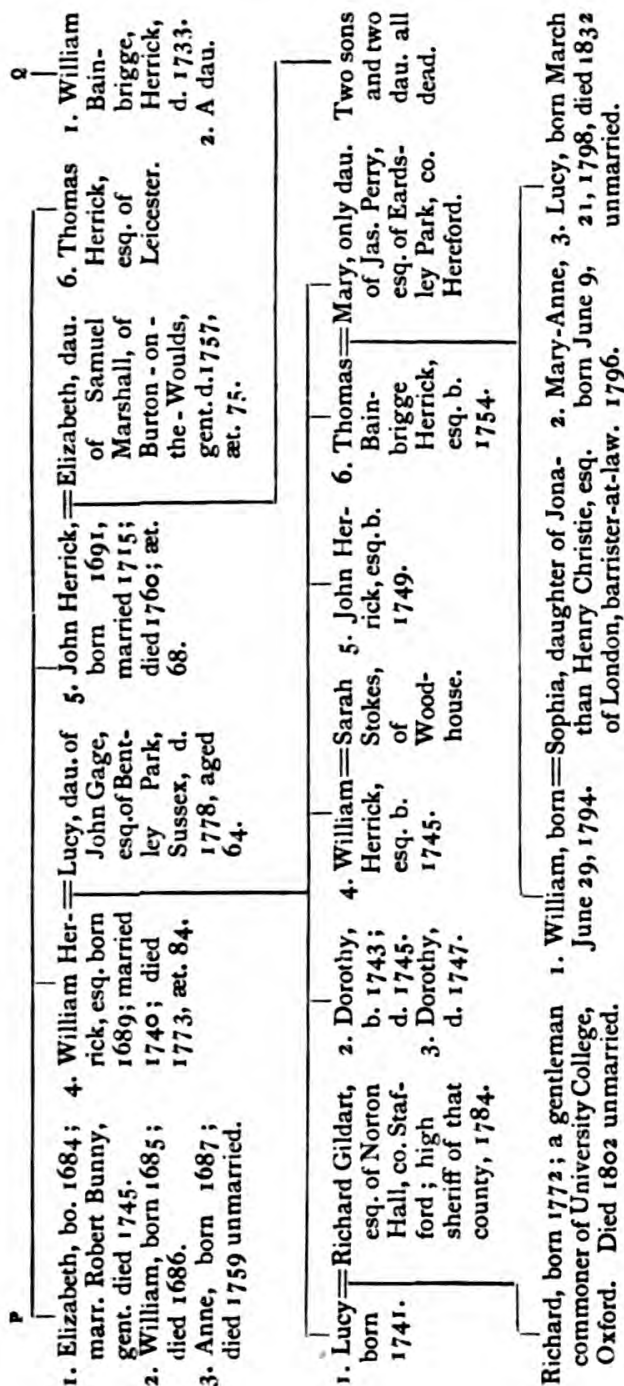 P
1. Elizabeth, bo. 1684;
marr. Robert Bunny,
gent. died 1745.
2. William, born 1685;
died 1686.
3. Anne, born 1687;
died 1759 unmarried.
4. William Her-
rick, esq. born
1689; married
1740; died
1773, æt. 84.
=Lucy, dau. of
John Gage,
esq. of Bent-
ley Park,
Sussex, d.
1778, aged
64.
5. John Herrick,
born 1691,
married 1715;
died 1760; æt.
68.
=Elizabeth, dau.
of Samuel
Marshall, of
Burton-on-
the-Woulds,
gent. d. 1757,
æt. 75.
6. Thomas
Herrick,
esq. of
Leicester.
Q
1. William
Bain-
brigge,
Herrick,
d. 1733.
2. A dau.
1. Lucy
born
1741.
=Richard Gildart,
esq. of Norton
Hall, co. Staf-
ford; high
sheriff of that
county, 1784.
2. Dorothy,
b. 1743;
d. 1745.
3. Dorothy,
d. 1747.
4. William
Herrick,
esq. b.
1745.
=Sarah
Stokes,
of
Wood-
house.
5. John Her-
rick, esq. b.
1749.
6. Thomas
Bain-
brigge
Herrick,
esq. b.
1754.
=Mary, only dau.
of Jas. Perry,
esq. of Eards-
ley Park, co.
Hereford.
Two sons
and two
dau. all
dead.
Richard, born 1772; a gentleman
commoner of University College,
Oxford. Died 1802 unmarried.
1. William, born
June 29, 1794.
=Sophia, daughter of Jona-
than Henry Christie, esq.
of London, barrister-at-law.
2. Mary-Anne,
born June 9,
1796.
3. Lucy, born March
21, 1798, died 1832
unmarried.